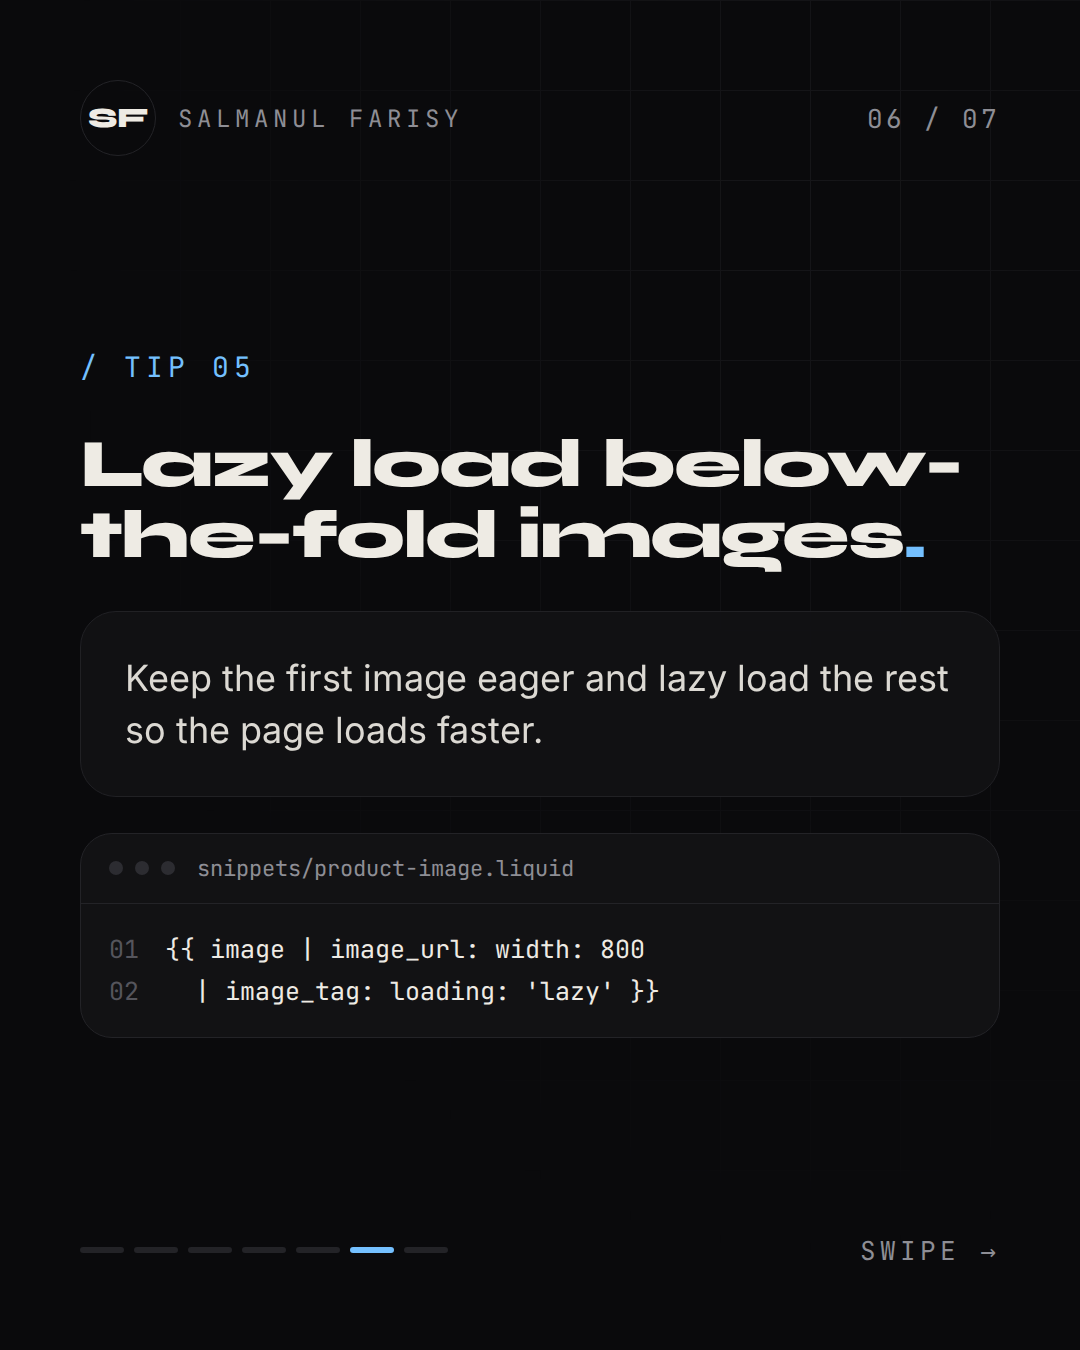 SF SALMANUL FARISY 06 / 07
/ TIP 05
Lazy load below-
the-fold images.
Keep the first image eager and lazy load the rest
so the page loads faster.
snippets/product-image.liquid
01 {{ image | image_url: width: 800
02   | image_tag: loading: 'lazy' }}
SWIPE →